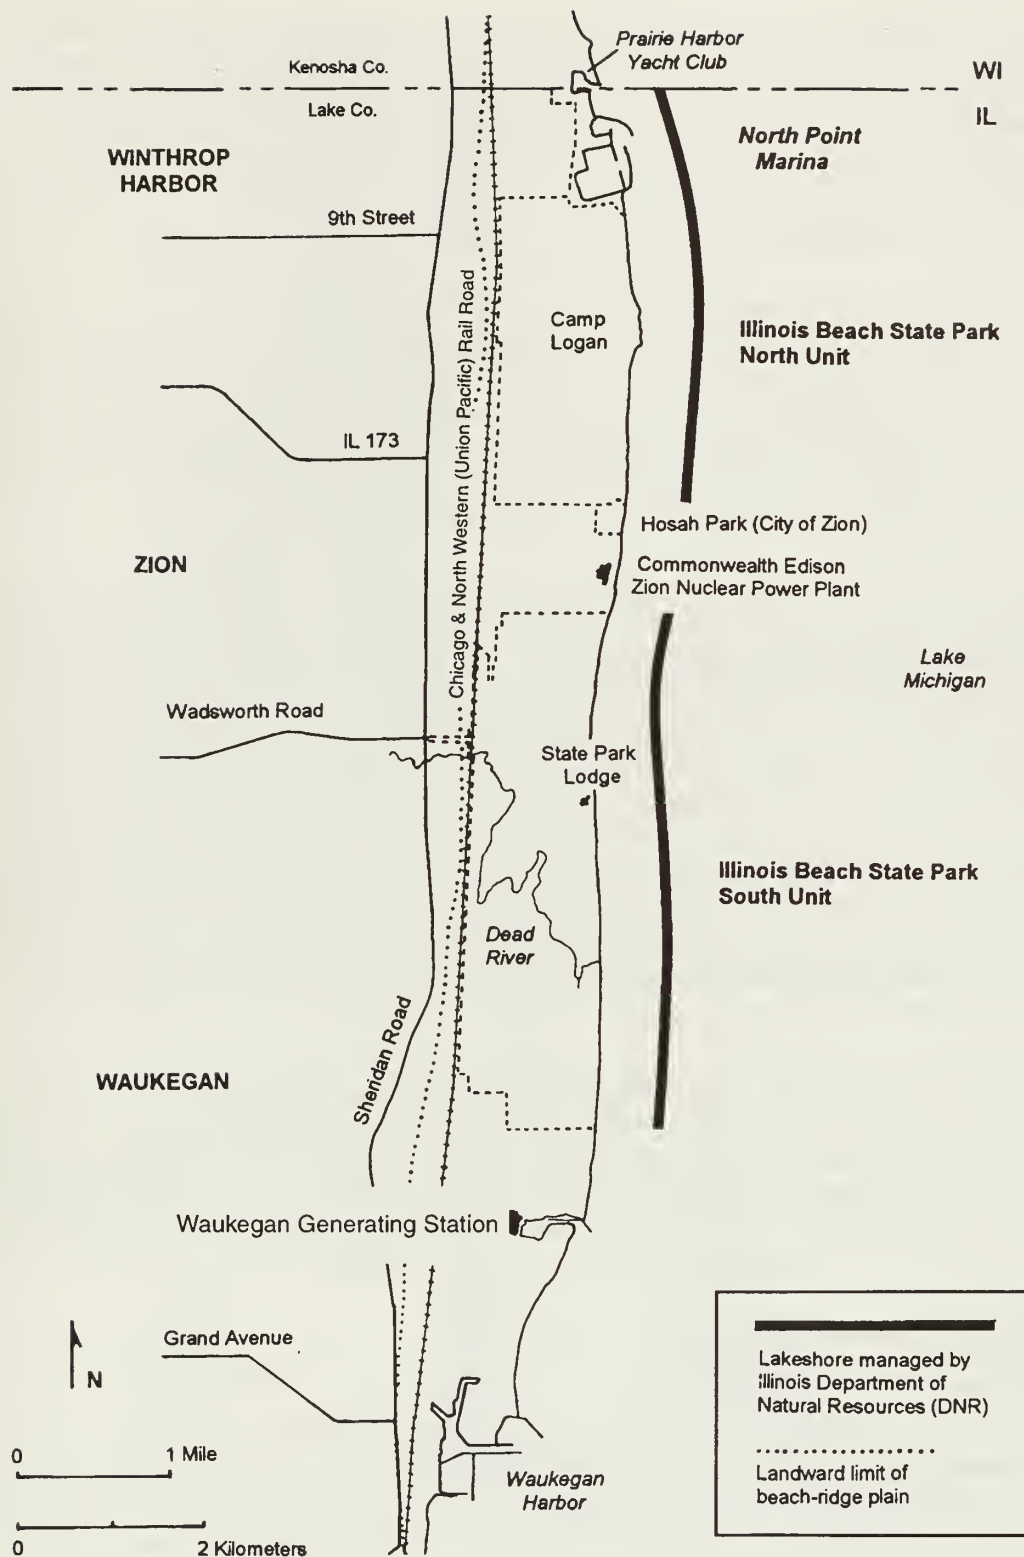 Prairie Harbor
Yacht Club
Kenosha Co.
WI
Lake Co.
IL
North Point
Marina
WINTHROP
HARBOR
9th Street
Chicago & North Western (Union Pacific) Rail Road
Camp
Logan
Illinois Beach State Park
North Unit
IL 173
Hosah Park (City of Zion)
ZION
Commonwealth Edison
Zion Nuclear Power Plant
Lake
Michigan
Wadsworth Road
State Park
Lodge
Illinois Beach State Park
South Unit
Dead
River
Sheridan Road
WAUKEGAN
Waukegan Generating Station
Grand Avenue
N
0 1 Mile
0 2 Kilometers
Waukegan
Harbor
Lakeshore managed by
Illinois Department of
Natural Resources (DNR)
Landward limit of
beach-ridge plain